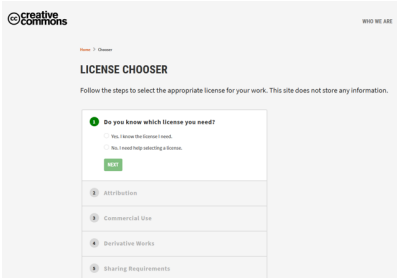 cc creative
commons
WHO WE ARE
Home > Chooser
LICENSE CHOOSER
Follow the steps to select the appropriate license for your work. This site does not store any information.
1 Do you know which license you need?
Yes. I know the license I need.
No. I need help selecting a license.
NEXT
2 Attribution
3 Commercial Use
4 Derivative Works
5 Sharing Requirements